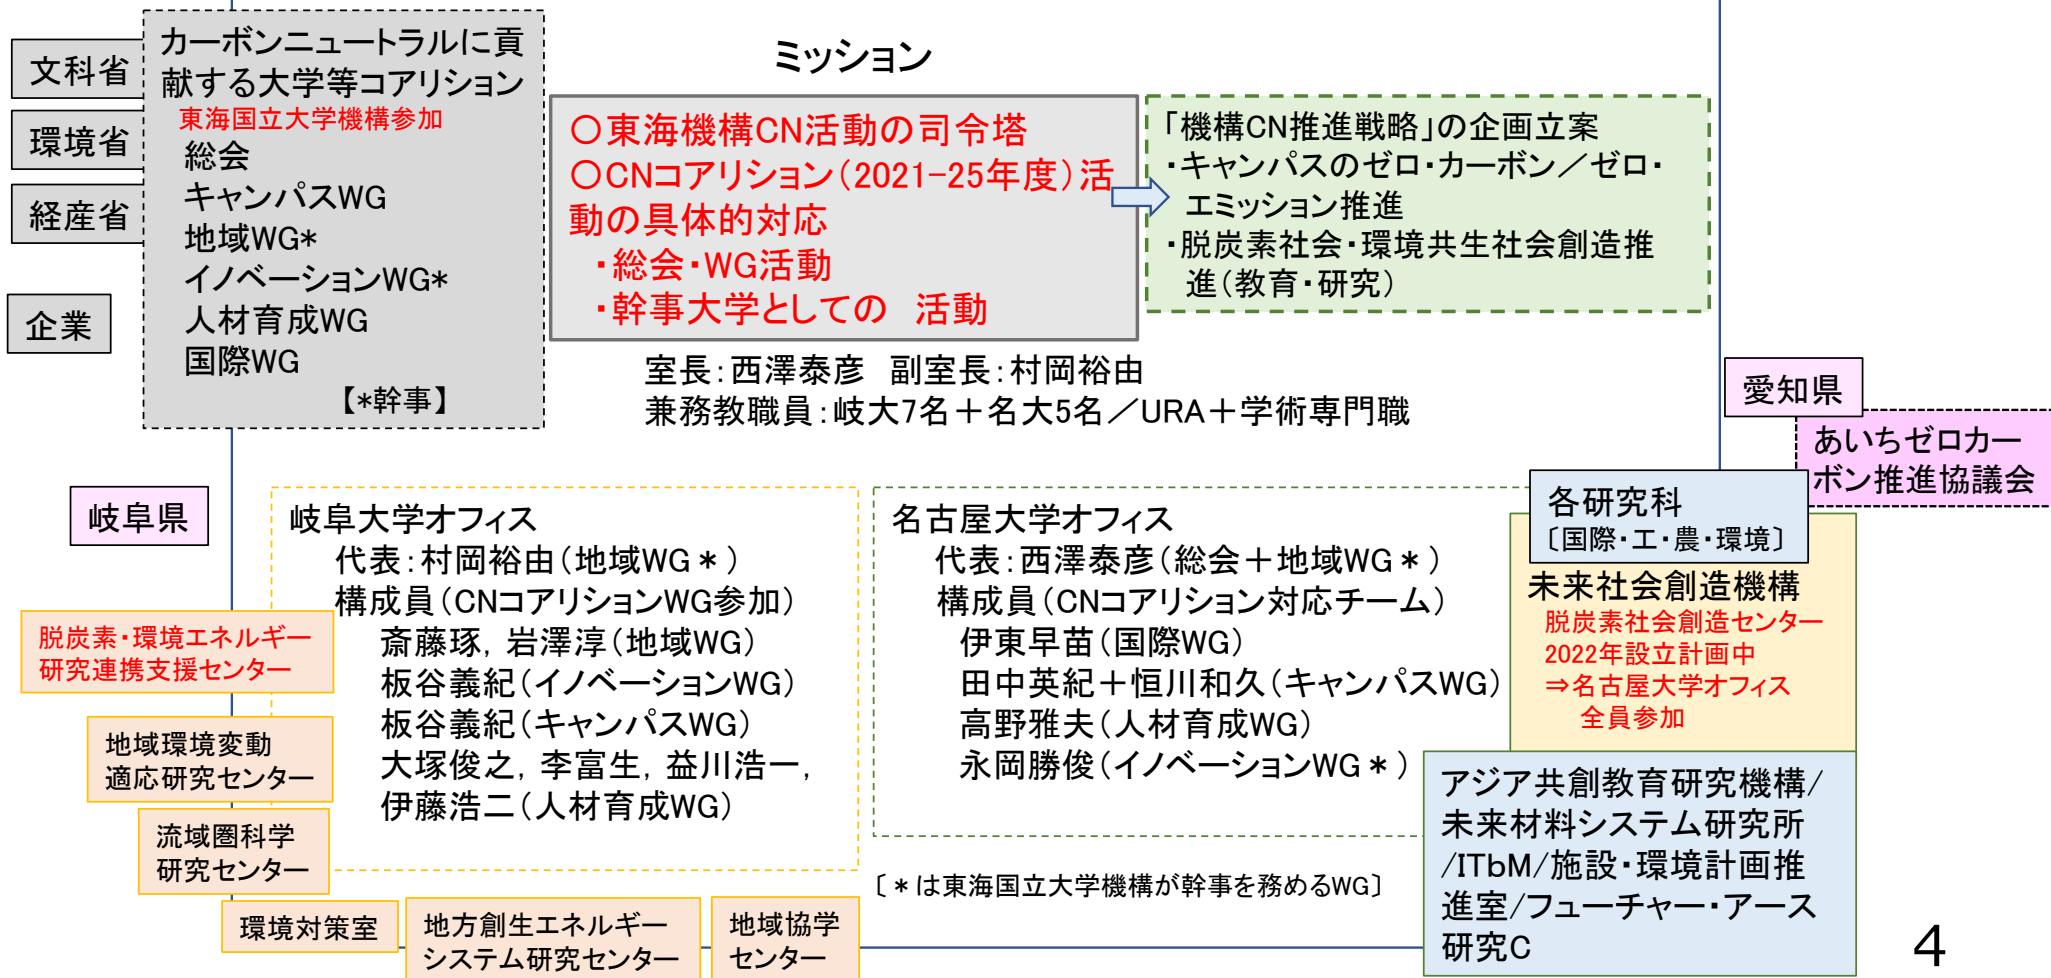 文科省
環境省
経産省
企業
カーボンニュートラルに貢
献する大学等コアリション
東海国立大学機構参加
総会
キャンパスWG
地域WG*
イノベーションWG*
人材育成WG
国際WG
【*幹事】
ミッション
〇東海機構CN活動の司令塔
〇CNコアリション（2021-25年度）活
動の具体的対応
・総会・WG活動
・幹事大学としての　活動
「機構CN推進戦略」の企画立案
・キャンパスのゼロ・カーボン／ゼロ・
エミッション推進
・脱炭素社会・環境共生社会創造推
進（教育・研究）
室長：西澤泰彦　副室長：村岡裕由
兼務教職員：岐大7名＋名大5名／URA＋学術専門職
愛知県
あいちゼロカー
ボン推進協議会
岐阜県
岐阜大学オフィス
代表：村岡裕由（地域WG＊）
構成員（CNコアリションWG参加）
斎藤琢，岩澤淳（地域WG）
板谷義紀（イノベーションWG）
板谷義紀（キャンパスWG）
大塚俊之，李富生，益川浩一，
伊藤浩二（人材育成WG）
名古屋大学オフィス
代表：西澤泰彦（総会＋地域WG＊）
構成員（CNコアリション対応チーム）
伊東早苗（国際WG）
田中英紀＋恒川和久（キャンパスWG）
高野雅夫（人材育成WG）
永岡勝俊（イノベーションWG＊）
各研究科
〔国際・工・農・環境〕
未来社会創造機構
脱炭素社会創造センター
2022年設立計画中
⇒名古屋大学オフィス
全員参加
アジア共創教育研究機構/
未来材料システム研究所
/ITbM/施設・環境計画推
進室/フューチャー・アース
研究C
脱炭素・環境エネルギー
研究連携支援センター
地域環境変動
適応研究センター
流域圏科学
研究センター
環境対策室
地方創生エネルギー
システム研究センター
地域協学
センター
〔＊は東海国立大学機構が幹事を務めるWG〕
4